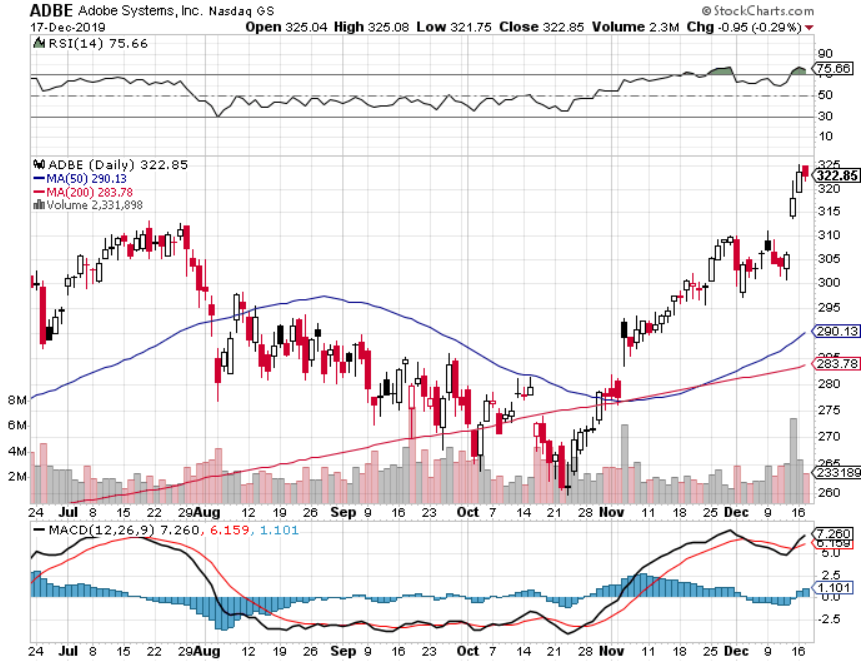 ADBE Adobe Systems, Inc. Nasdaq GS © StockCharts.com
17-Dec-2019 Open 325.04 High 325.08 Low 321.75 Close 322.85 Volume 2.3M Chg -0.95 (-0.29%)
RSI(14) 75.66
90
75.66
70
50
30
10
ADBE (Daily) 322.85
MA(50) 290.13
MA(200) 283.78
Volume 2,331,898
325
322.85
320
315
310
305
300
295
290.13
285
283.78
280
275
270
265
260
8M
6M
4M
2M
233189
24 Jul 8 15 22 29 Aug 12 19 26 Sep 9 16 23 Oct 7 14 21 28 Nov 11 18 25 Dec 9 16
MACD(12,26,9) 7.260, 6.159, 1.101
7.260
6.159
5.0
2.5
1.101
0.0
-2.5
24 Jul 8 15 22 29 Aug 12 19 26 Sep 9 16 23 Oct 7 14 21 28 Nov 11 18 25 Dec 9 16